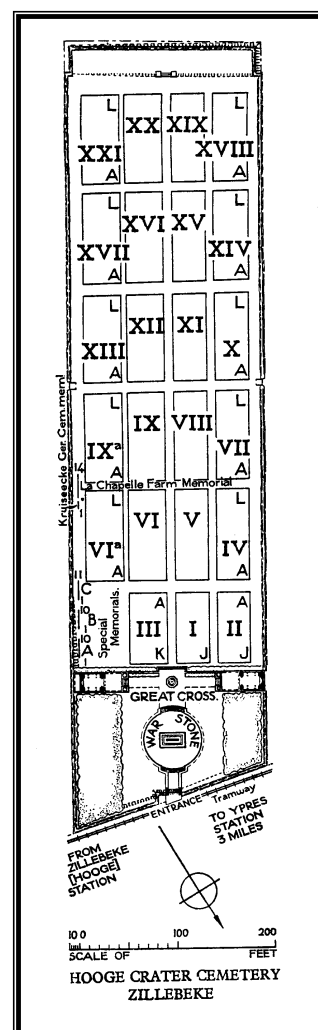 L L
XX XIX
XXI XVIII
A A
L L
XVI XV
XVII XIV
A A
L L
XII XI
XIII X
A A
Kruiseecke Ger. Cem. mem!
L L
IX VIII
IXa VII
A A
14
La Chapelle Farm Memorial
1
L L
VI V
VIa IV
A A
11
C
B
A
Special
Memorials.
A A
III I II
K J J
GREAT CROSS.
WAR STONE
ENTRANCE Tramway
FROM
ZILLEBEKE
[HOOGE]
STATION
TO YPRES
STATION
3 MILES
10 0 100 200
SCALE OF FEET
HOOGE CRATER CEMETERY
ZILLEBEKE